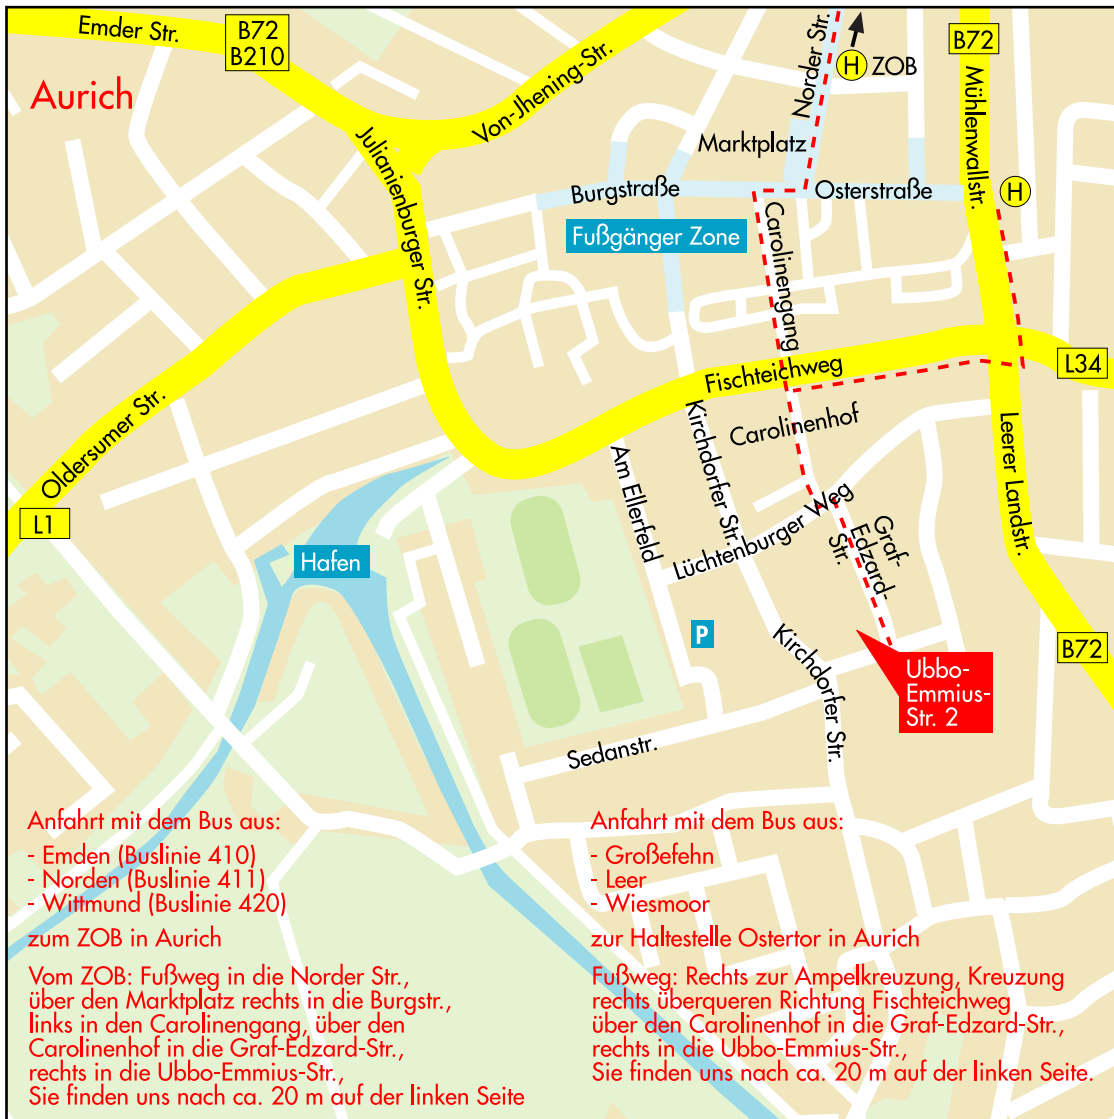 Emder Str.
B72
B210
Aurich
Von-Jhening-Str.
Julianienburger Str.
Norder Str.
H ZOB
B72
Mühlenwallstr.
Marktplatz
Burgstraße
Osterstraße
H
Fußgänger Zone
Carolinengang
Fischteichweg
L34
Oldersumer Str.
L1
Carolinenhof
Kirchdorfer Str.
Am Ellerfeld
Leerer Landstr.
Lüchtenburger Weg
Graf-
Edzard-
Str.
Hafen
P
Kirchdorfer Str.
B72
Ubbo-
Emmius-
Str. 2
Sedanstr.
Anfahrt mit dem Bus aus:
- Emden (Buslinie 410)
- Norden (Buslinie 411)
- Wittmund (Buslinie 420)
zum ZOB in Aurich
Vom ZOB: Fußweg in die Norder Str.,
über den Marktplatz rechts in die Burgstr.,
links in den Carolinengang, über den
Carolinenhof in die Graf-Edzard-Str.,
rechts in die Ubbo-Emmius-Str.,
Sie finden uns nach ca. 20 m auf der linken Seite
Anfahrt mit dem Bus aus:
- Großefehn
- Leer
- Wiesmoor
zur Haltestelle Ostertor in Aurich
Fußweg: Rechts zur Ampelkreuzung, Kreuzung
rechts überqueren Richtung Fischteichweg
über den Carolinenhof in die Graf-Edzard-Str.,
rechts in die Ubbo-Emmius-Str.,
Sie finden uns nach ca. 20 m auf der linken Seite.